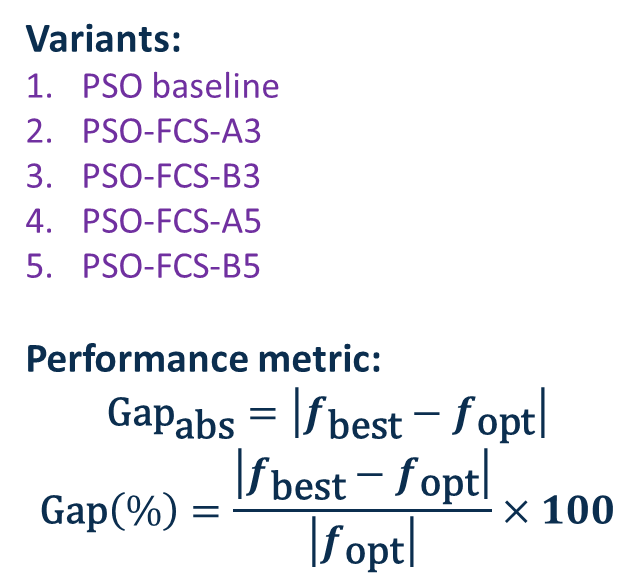 Variants:
1. PSO baseline
2. PSO-FCS-A3
3. PSO-FCS-B3
4. PSO-FCS-A5
5. PSO-FCS-B5
Performance metric:
Gap_abs = |f_best − f_opt|
Gap(%) = |f_best − f_opt| / |f_opt| × 100